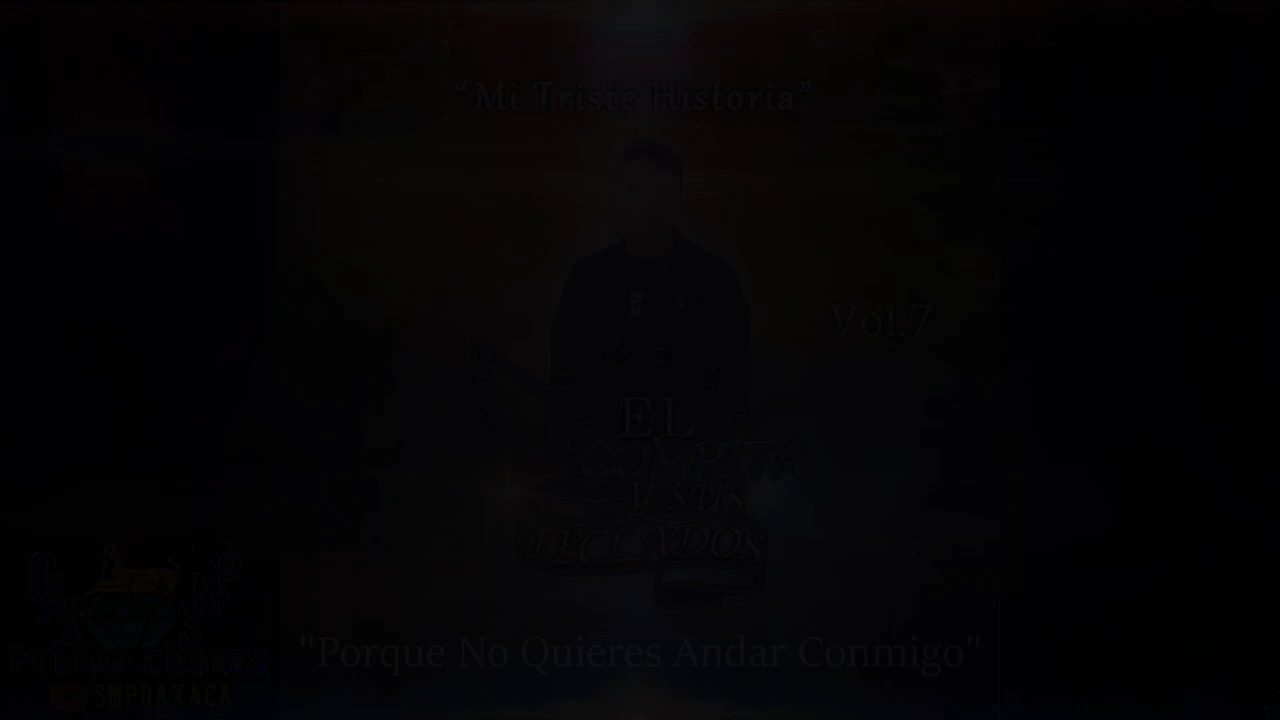 “Mi Triste Historia”
Vol.7
EL
COMPITA
Y SUS
TECLADOS
"Porque No Quieres Andar Conmigo"
SMPOAXACA